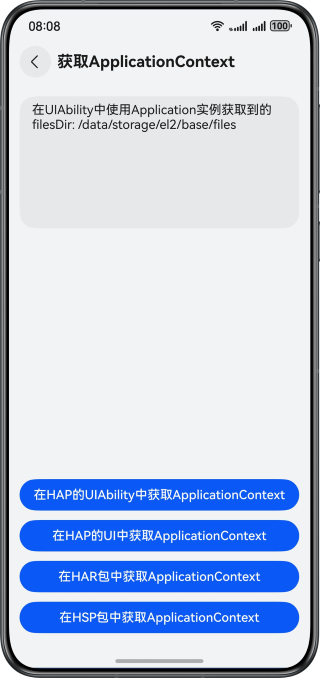 08:08
100
获取ApplicationContext
在UIAbility中使用Application实例获取到的
filesDir: /data/storage/el2/base/files
在HAP的UIAbility中获取ApplicationContext
在HAP的UI中获取ApplicationContext
在HAR包中获取ApplicationContext
在HSP包中获取ApplicationContext